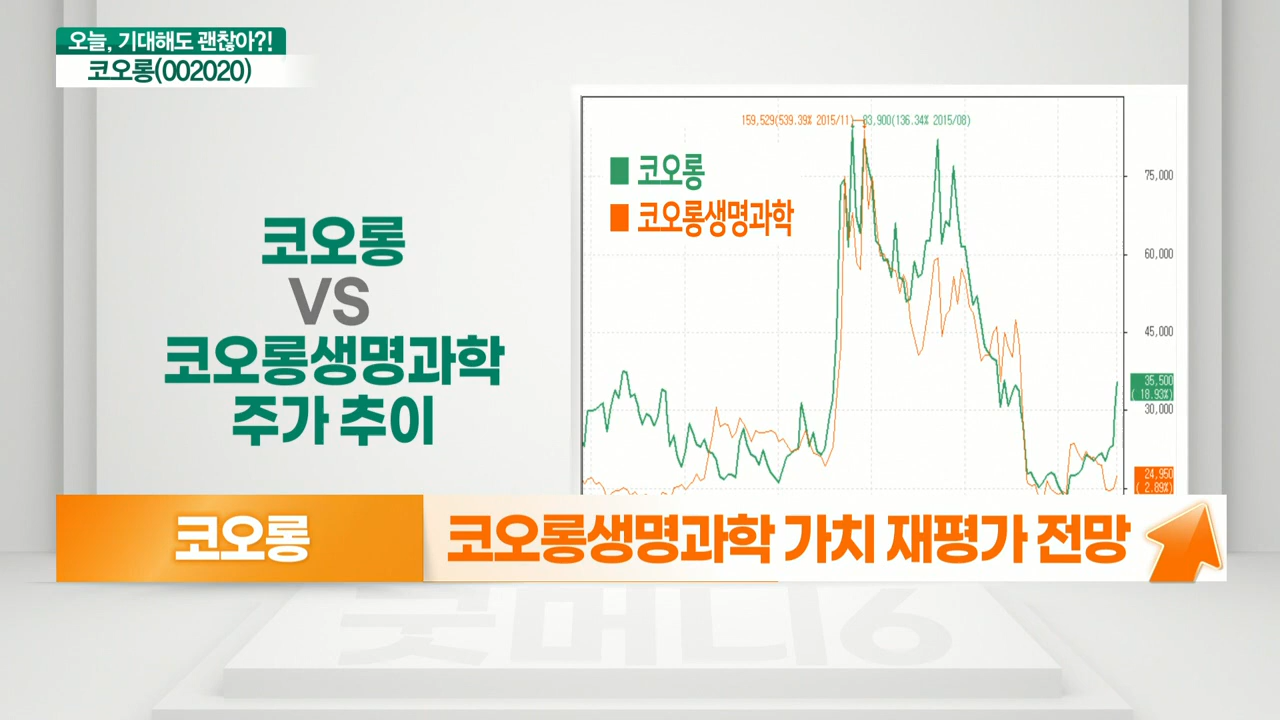 오늘, 기대해도 괜찮아?!
코오롱(002020)
코오롱
VS
코오롱생명과학
주가 추이
159,529(539.39% 2015/11)
83,900(136.34% 2015/08)
코오롱
코오롱생명과학
75,000
60,000
45,000
35,500
( 18.93%)
30,000
24,950
( 2.89%)
코오롱
코오롱생명과학 가치 재평가 전망
굿머니6